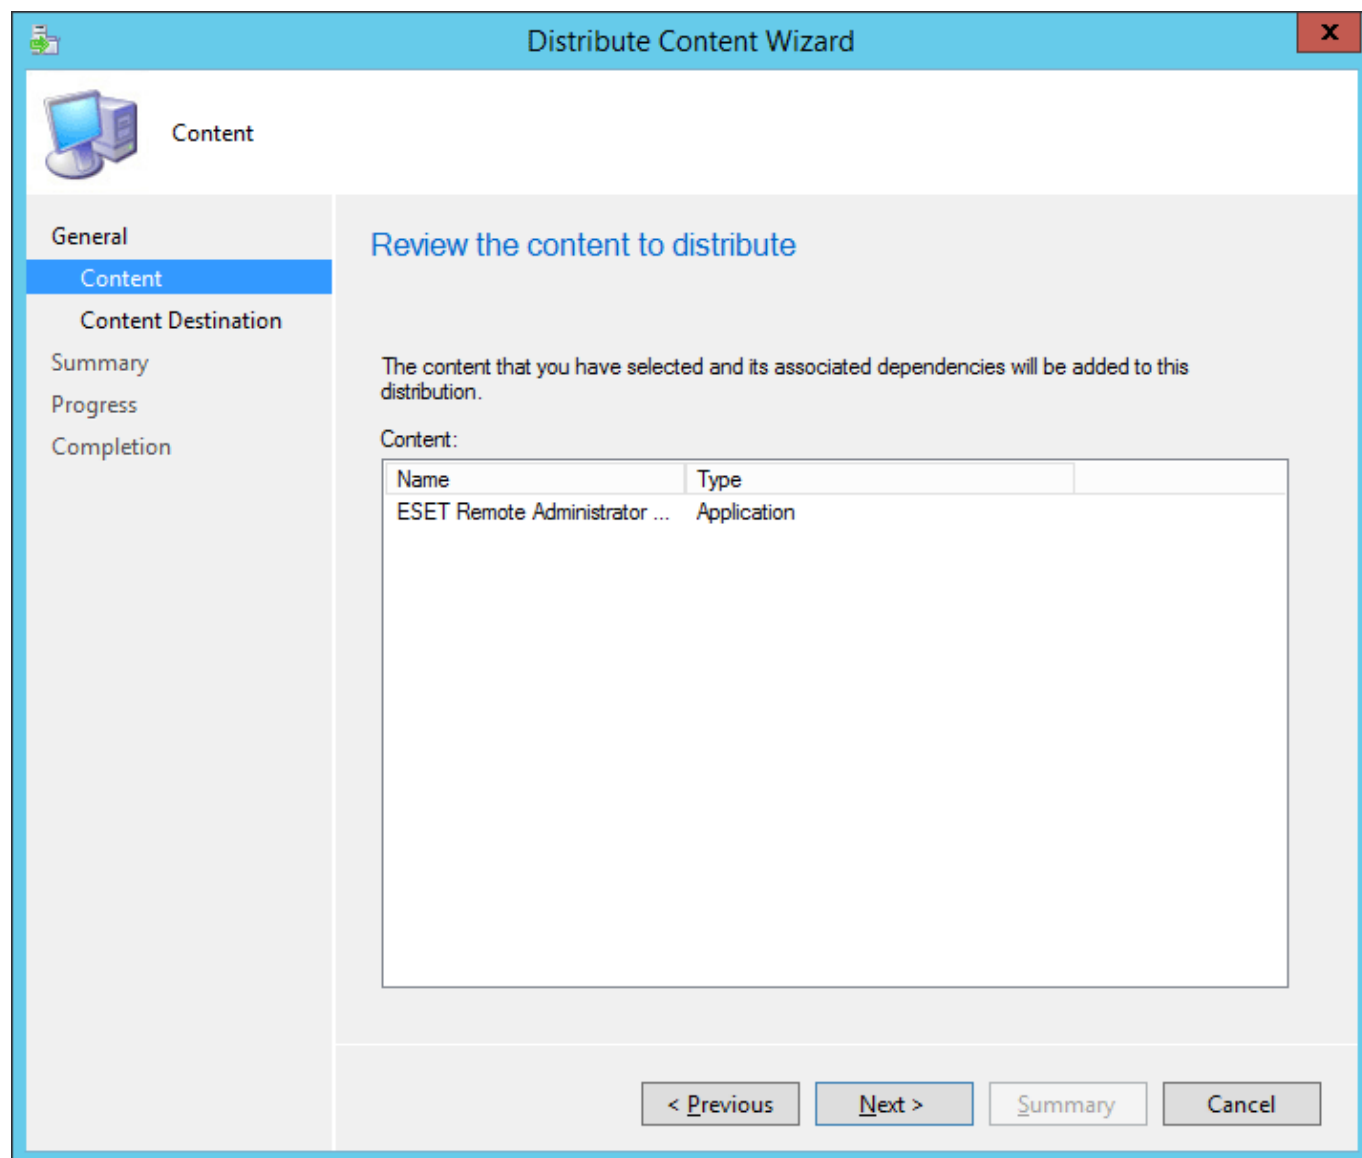 Distribute Content Wizard
x
Content
General
Content
Content Destination
Summary
Progress
Completion
Review the content to distribute
The content that you have selected and its associated dependencies will be added to this
distribution.
Content:
Name Type
ESET Remote Administrator ... Application
< Previous Next > Summary Cancel